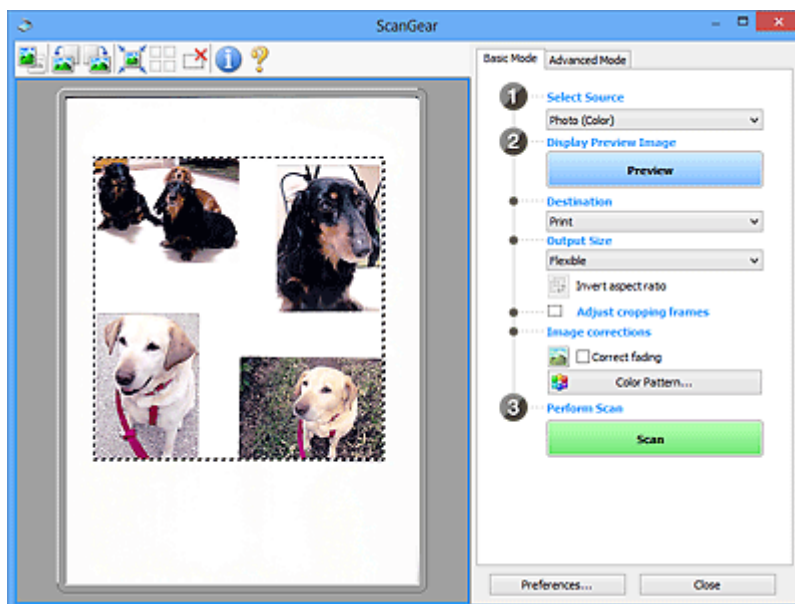 ScanGear
Basic Mode
Advanced Mode
1
Select Source
Photo (Color)
2
Display Preview Image
Preview
Destination
Print
Output Size
Flexible
Invert aspect ratio
Adjust cropping frames
Image corrections
Correct fading
Color Pattern...
3
Perform Scan
Scan
Preferences...
Close